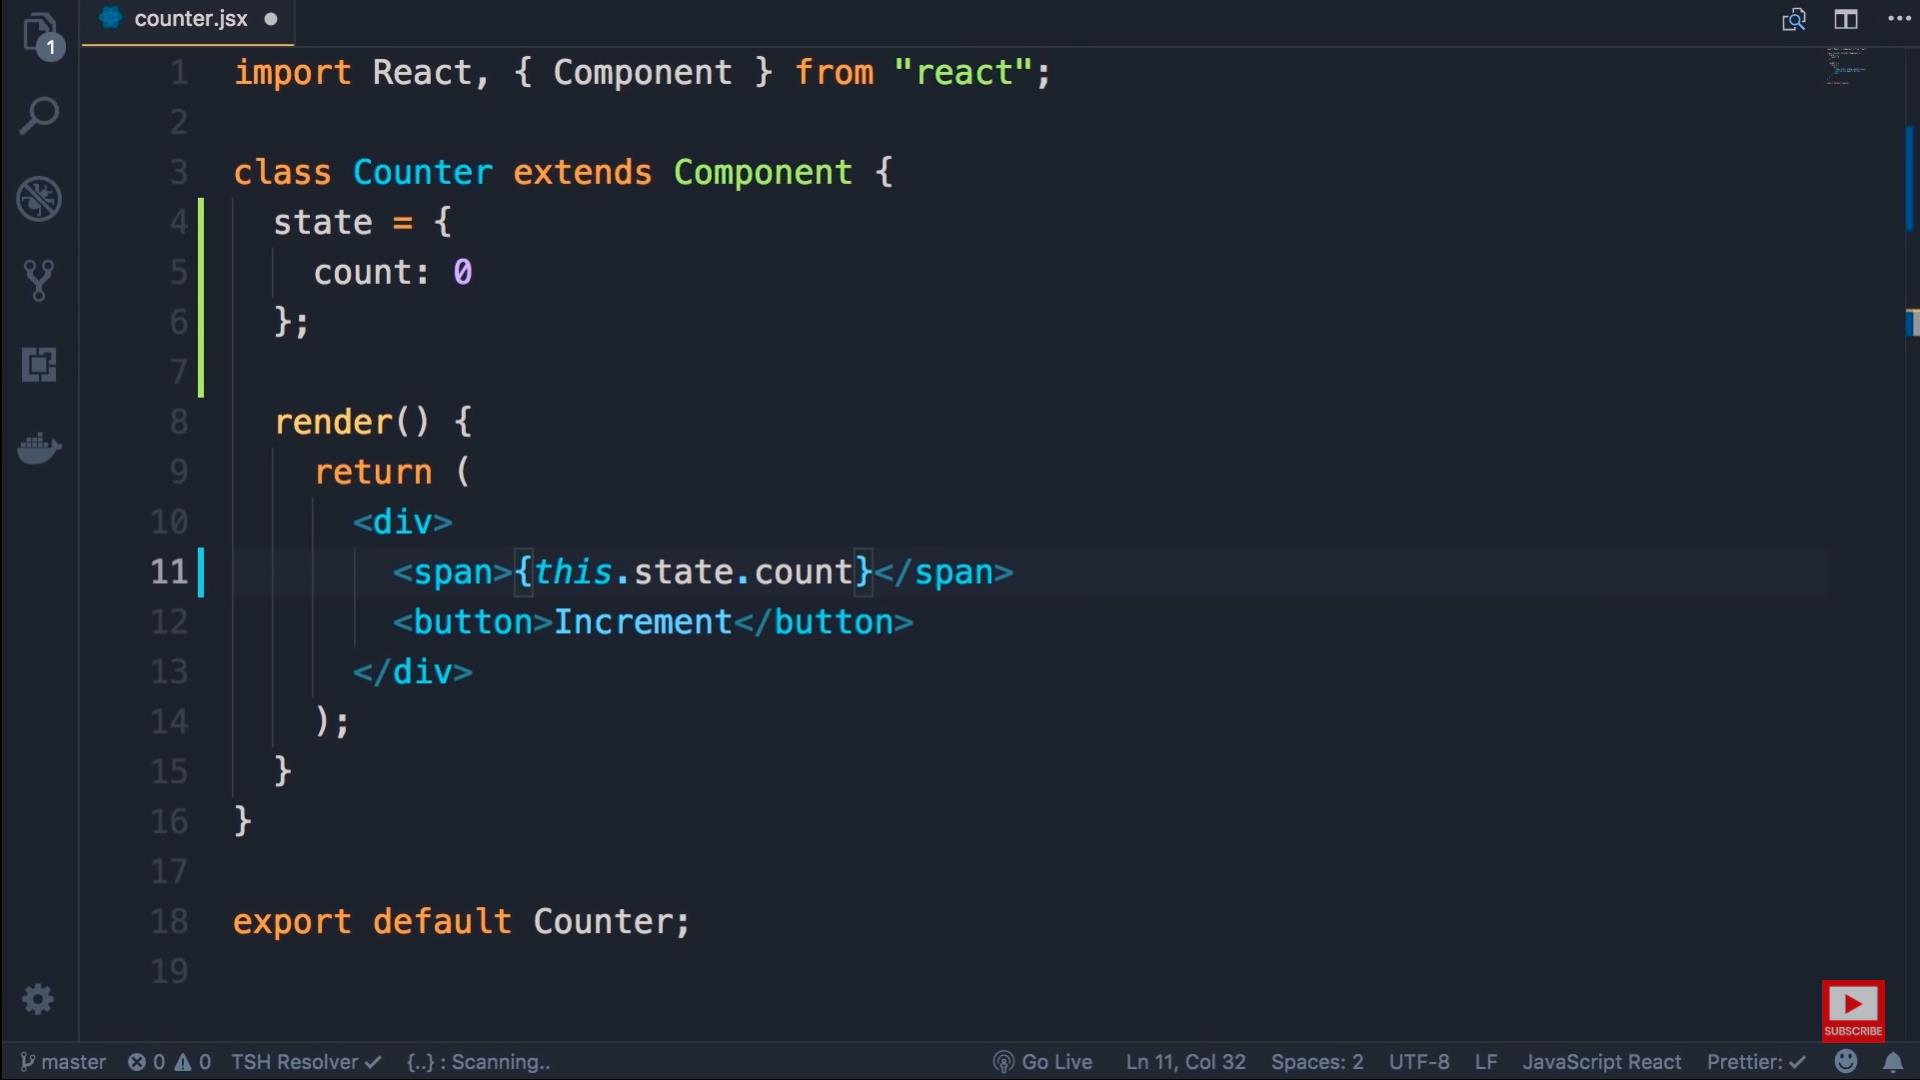 counter.jsx
1
1 import React, { Component } from "react";
2
3 class Counter extends Component {
4 state = {
5 count: 0
6 };
7
8 render() {
9 return (
10 <div>
11 <span>{this.state.count}</span>
12 <button>Increment</button>
13 </div>
14 );
15 }
16 }
17
18 export default Counter;
19
SUBSCRIBE
master 0 0 TSH Resolver ✓ {..} : Scanning.. Go Live Ln 11, Col 32 Spaces: 2 UTF-8 LF JavaScript React Prettier: ✓